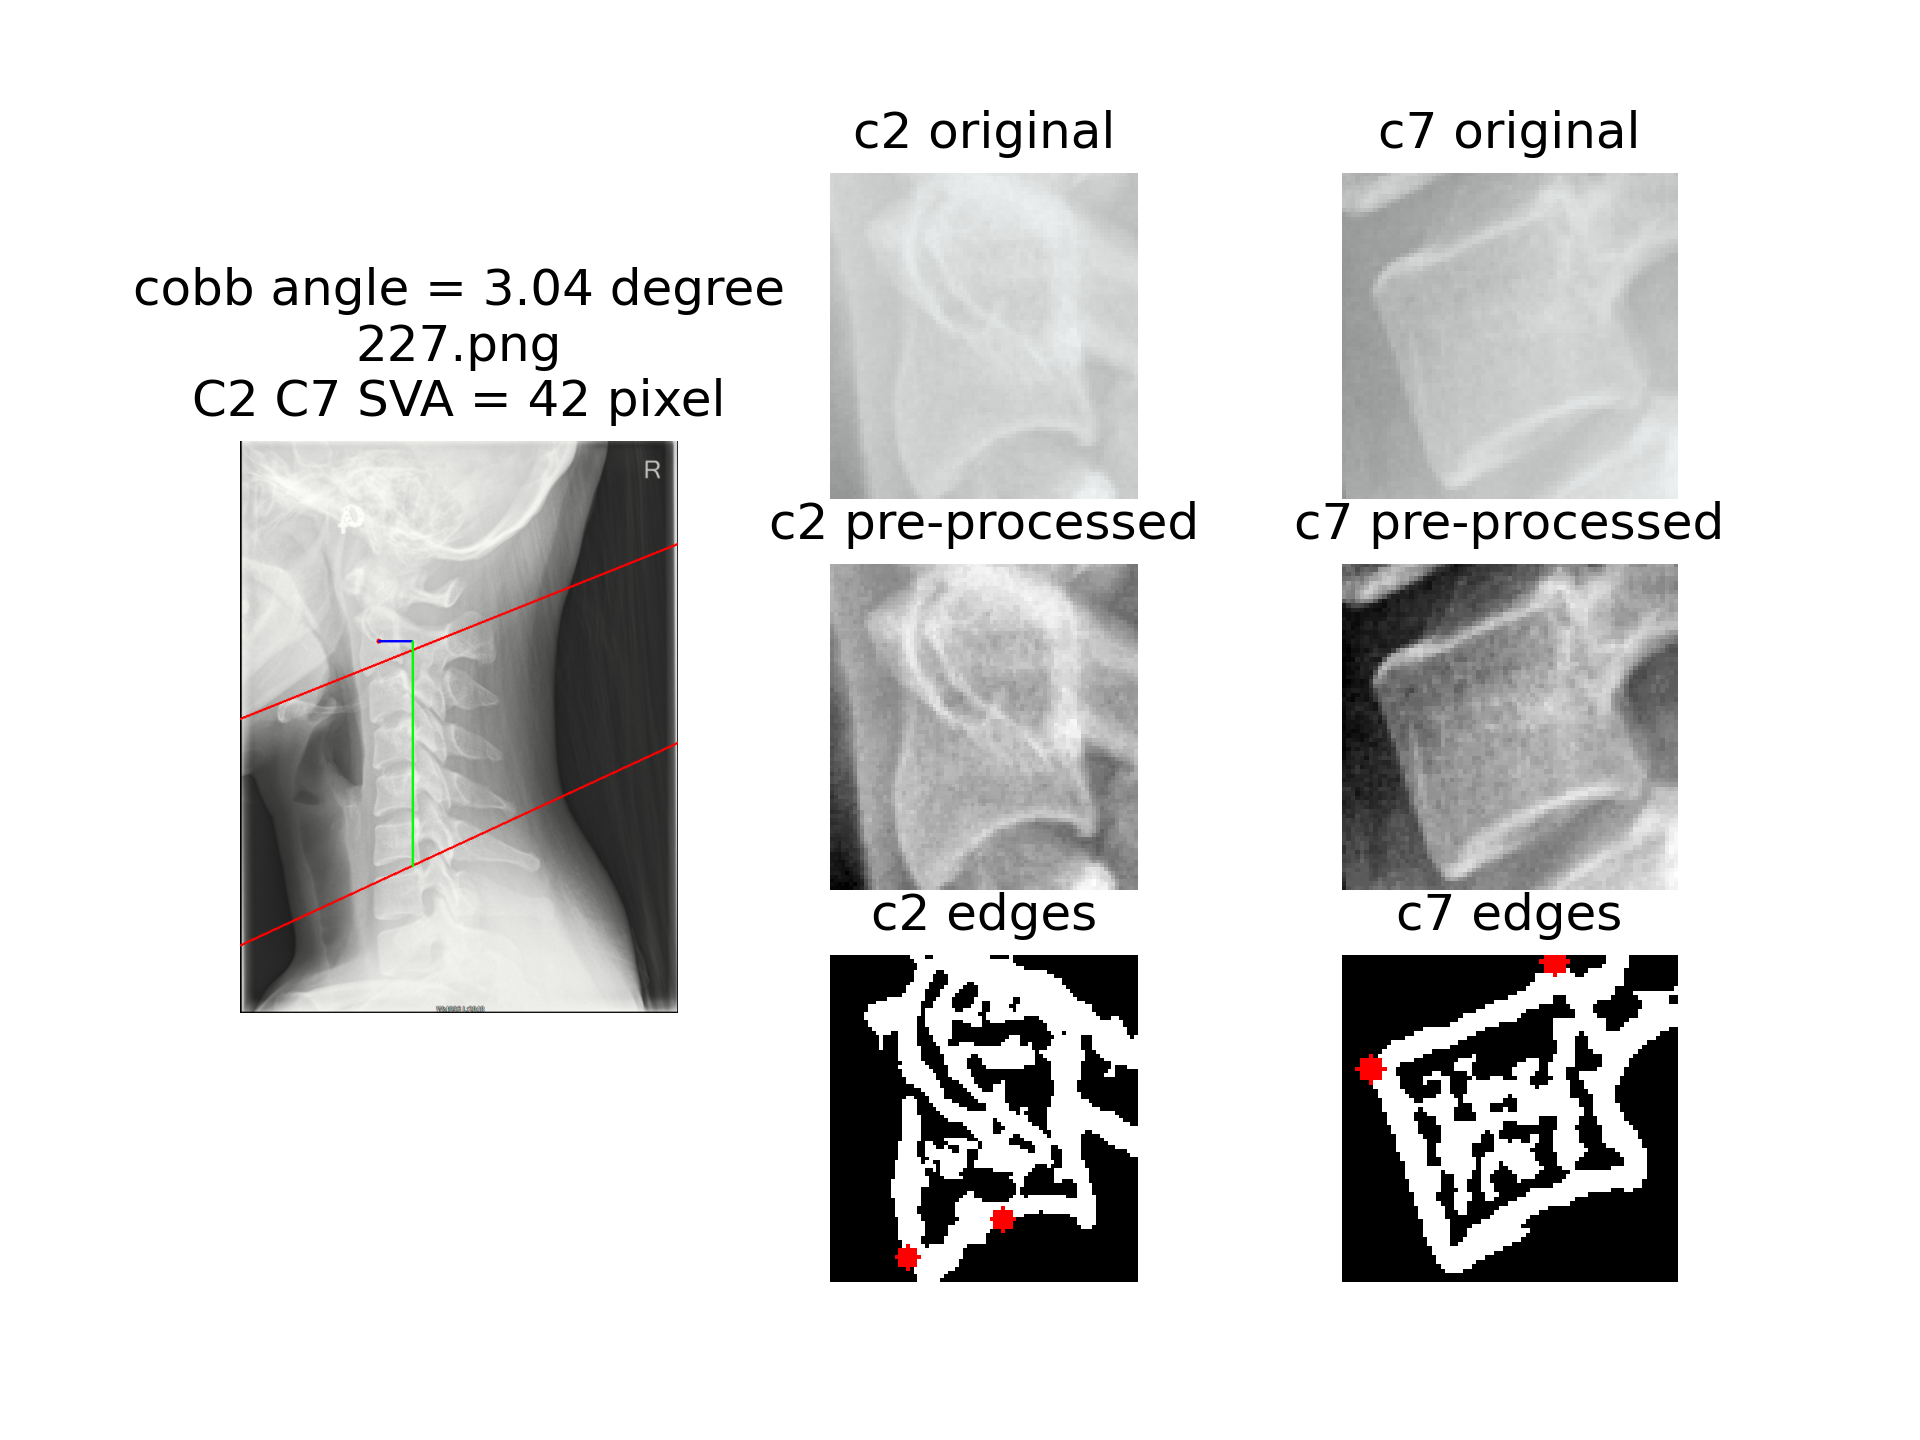 cobb angle = 3.04 degree
227.png
C2 C7 SVA = 42 pixel
R
c2 original
c7 original
c2 pre-processed
c7 pre-processed
c2 edges
c7 edges